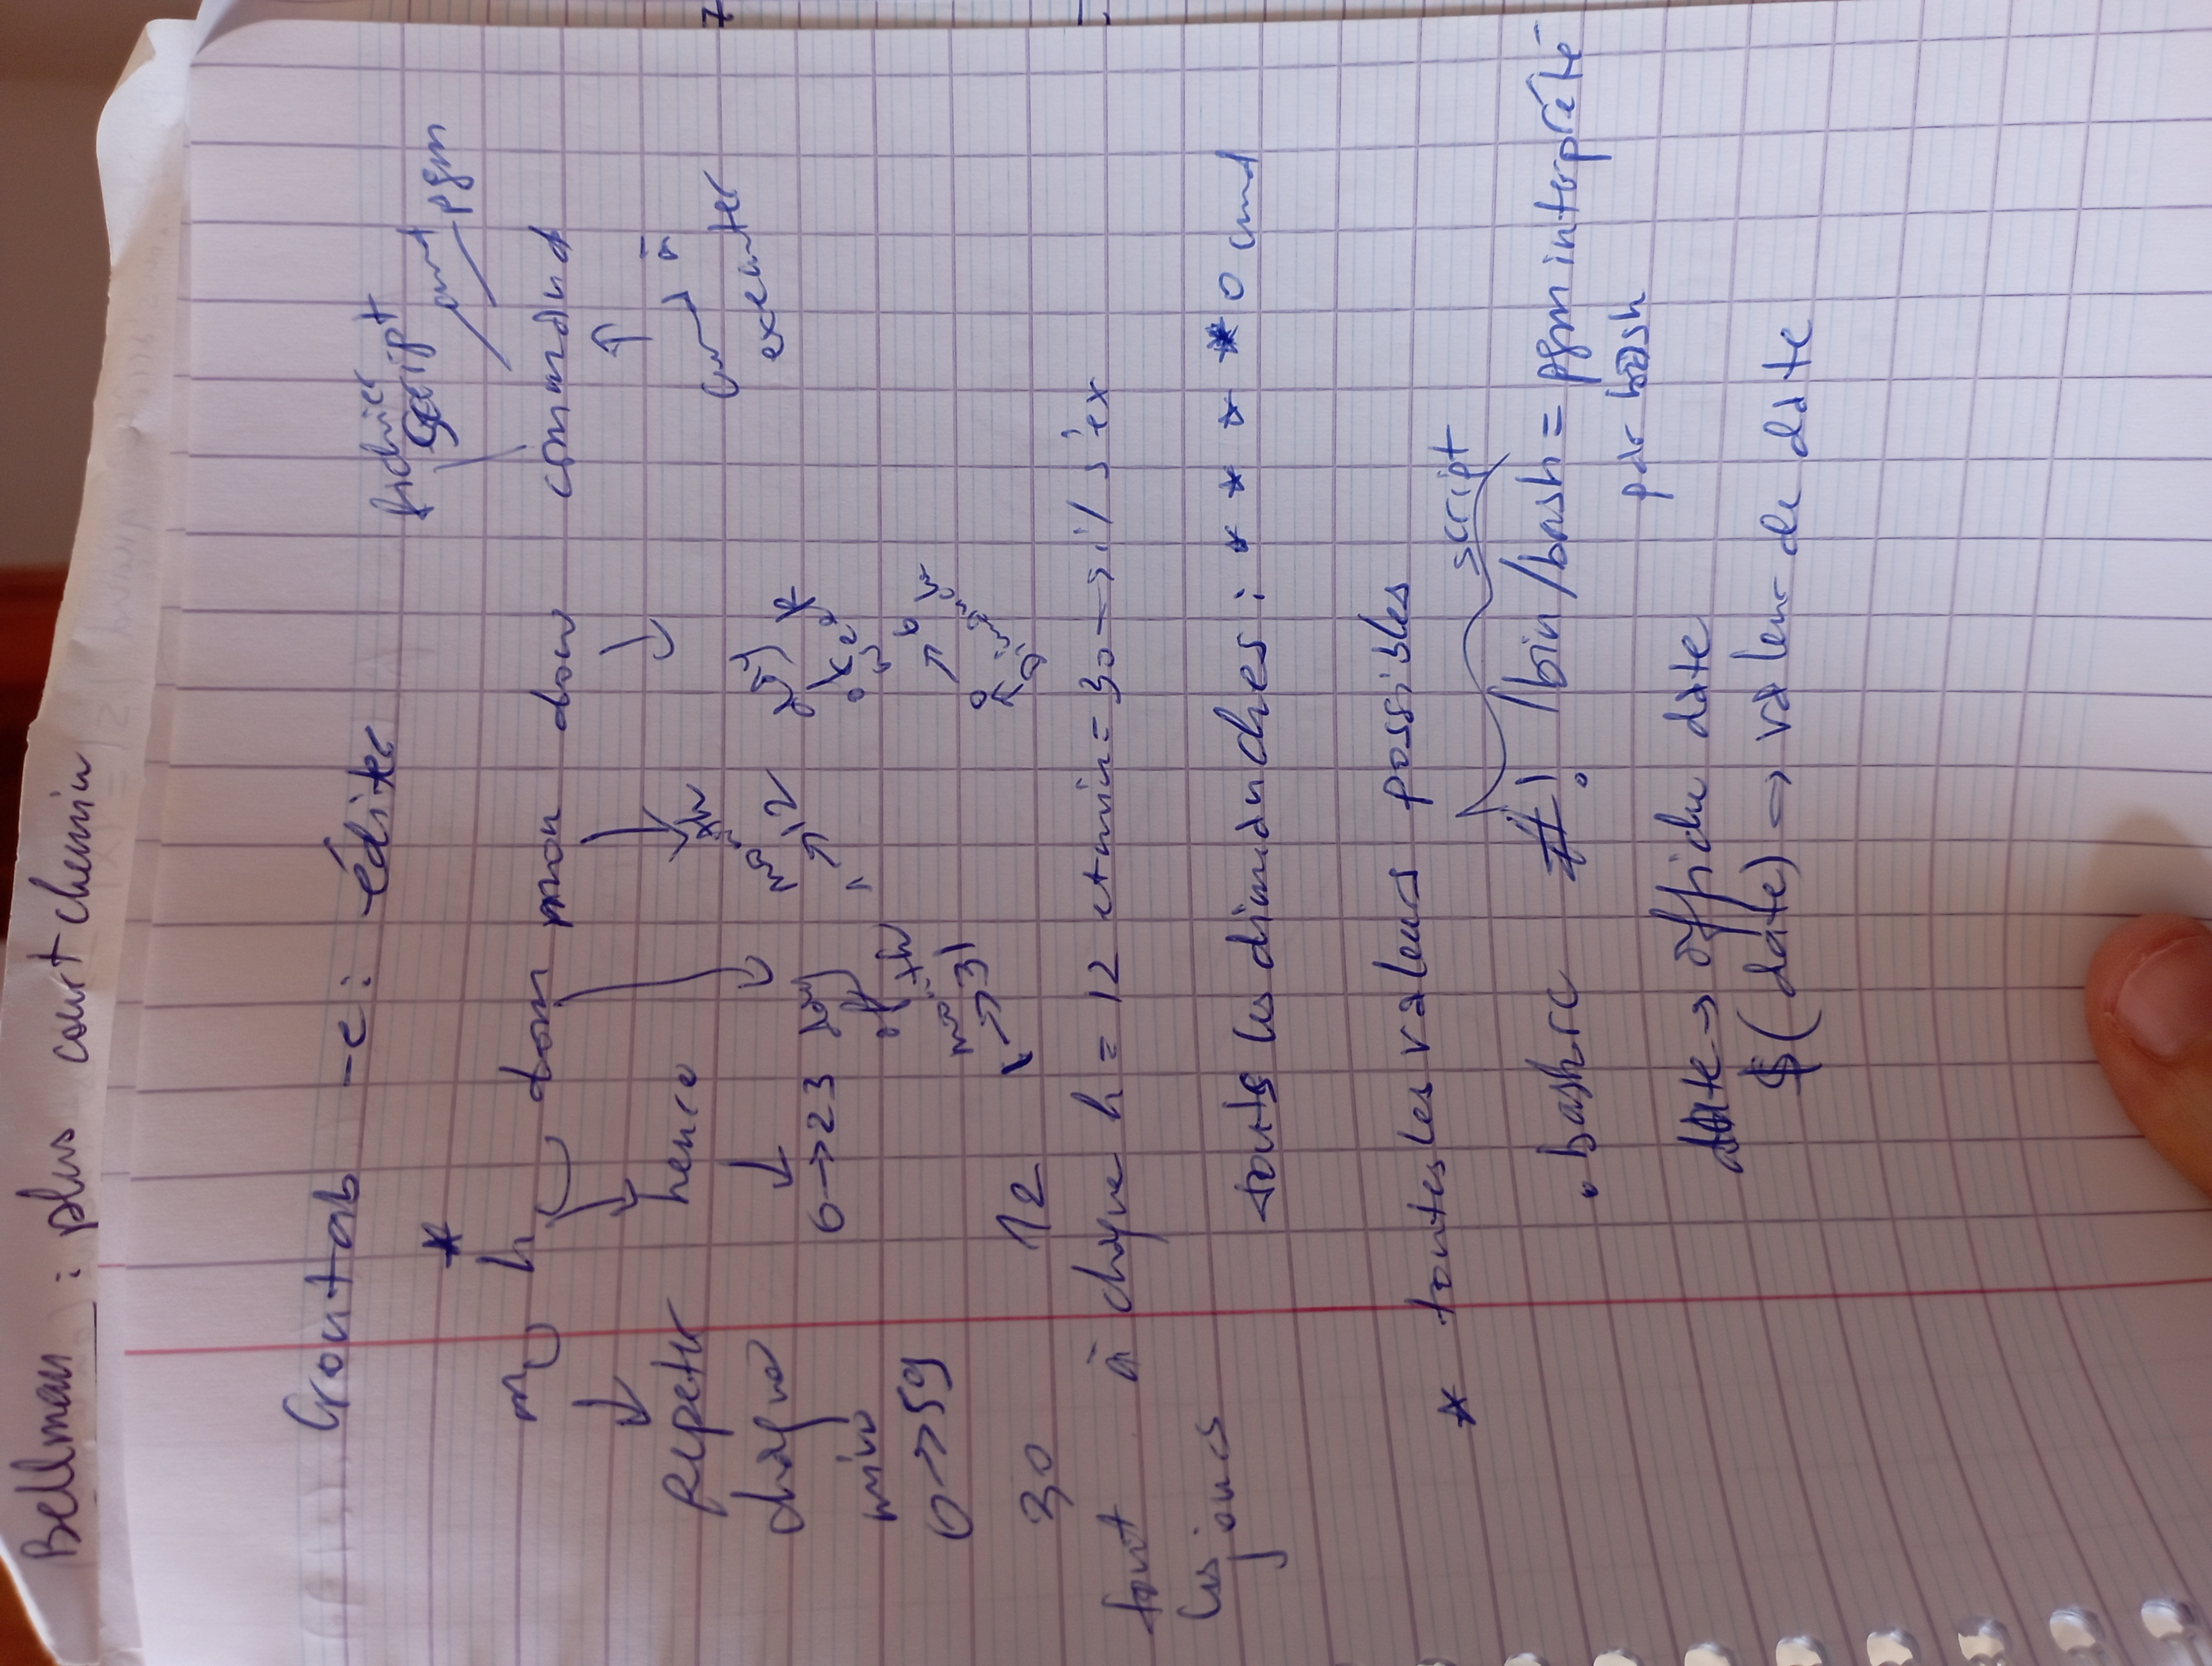 Bellman : plus court chemin
Crontab -e : éditer
fichier script cmd pgm
*
m h dom mon dow command
repeter chaque min 0 → 59
heure 0 → 23
day of month 1 → 31
month 1 → 12
day of week 0 → 6
Dimanche
cmd à executer
30 12
tout les jours
à chaque h = 12 et min = 30 → il s'ex
touts les dimanches : * * * * 0 cmd
* toutes les valeurs possibles
script
.bashrc #! /bin/bash = pgm interprété
par bash
date → affiche date
$(date) → valeur de date
7